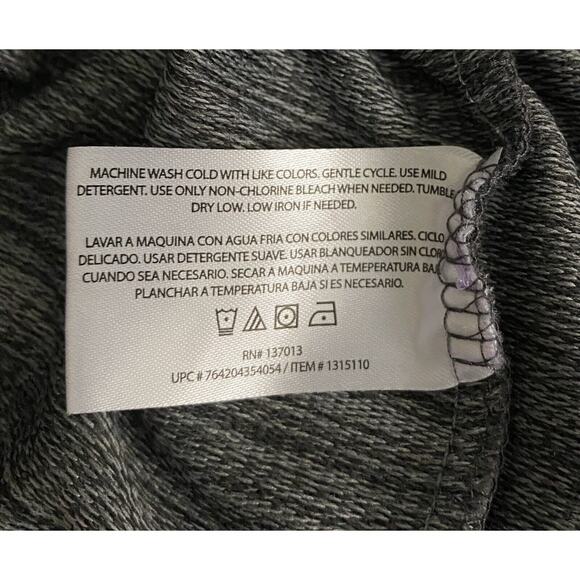 MACHINE WASH COLD WITH LIKE COLORS. GENTLE CYCLE. USE MILD
DETERGENT. USE ONLY NON-CHLORINE BLEACH WHEN NEEDED. TUMBLE
DRY LOW. LOW IRON IF NEEDED.
LAVAR A MAQUINA CON AGUA FRIA CON COLORES SIMILARES. CICLO
DELICADO. USAR DETERGENTE SUAVE. USAR BLANQUEADOR SIN CLOR
CUANDO SEA NECESARIO. SECAR A MAQUINA A TEMEPERATURA BAJ
PLANCHAR A TEMPERATURA BAJA SI ES NECESARIO.
RN# 137013
UPC # 764204354054 / ITEM # 1315110